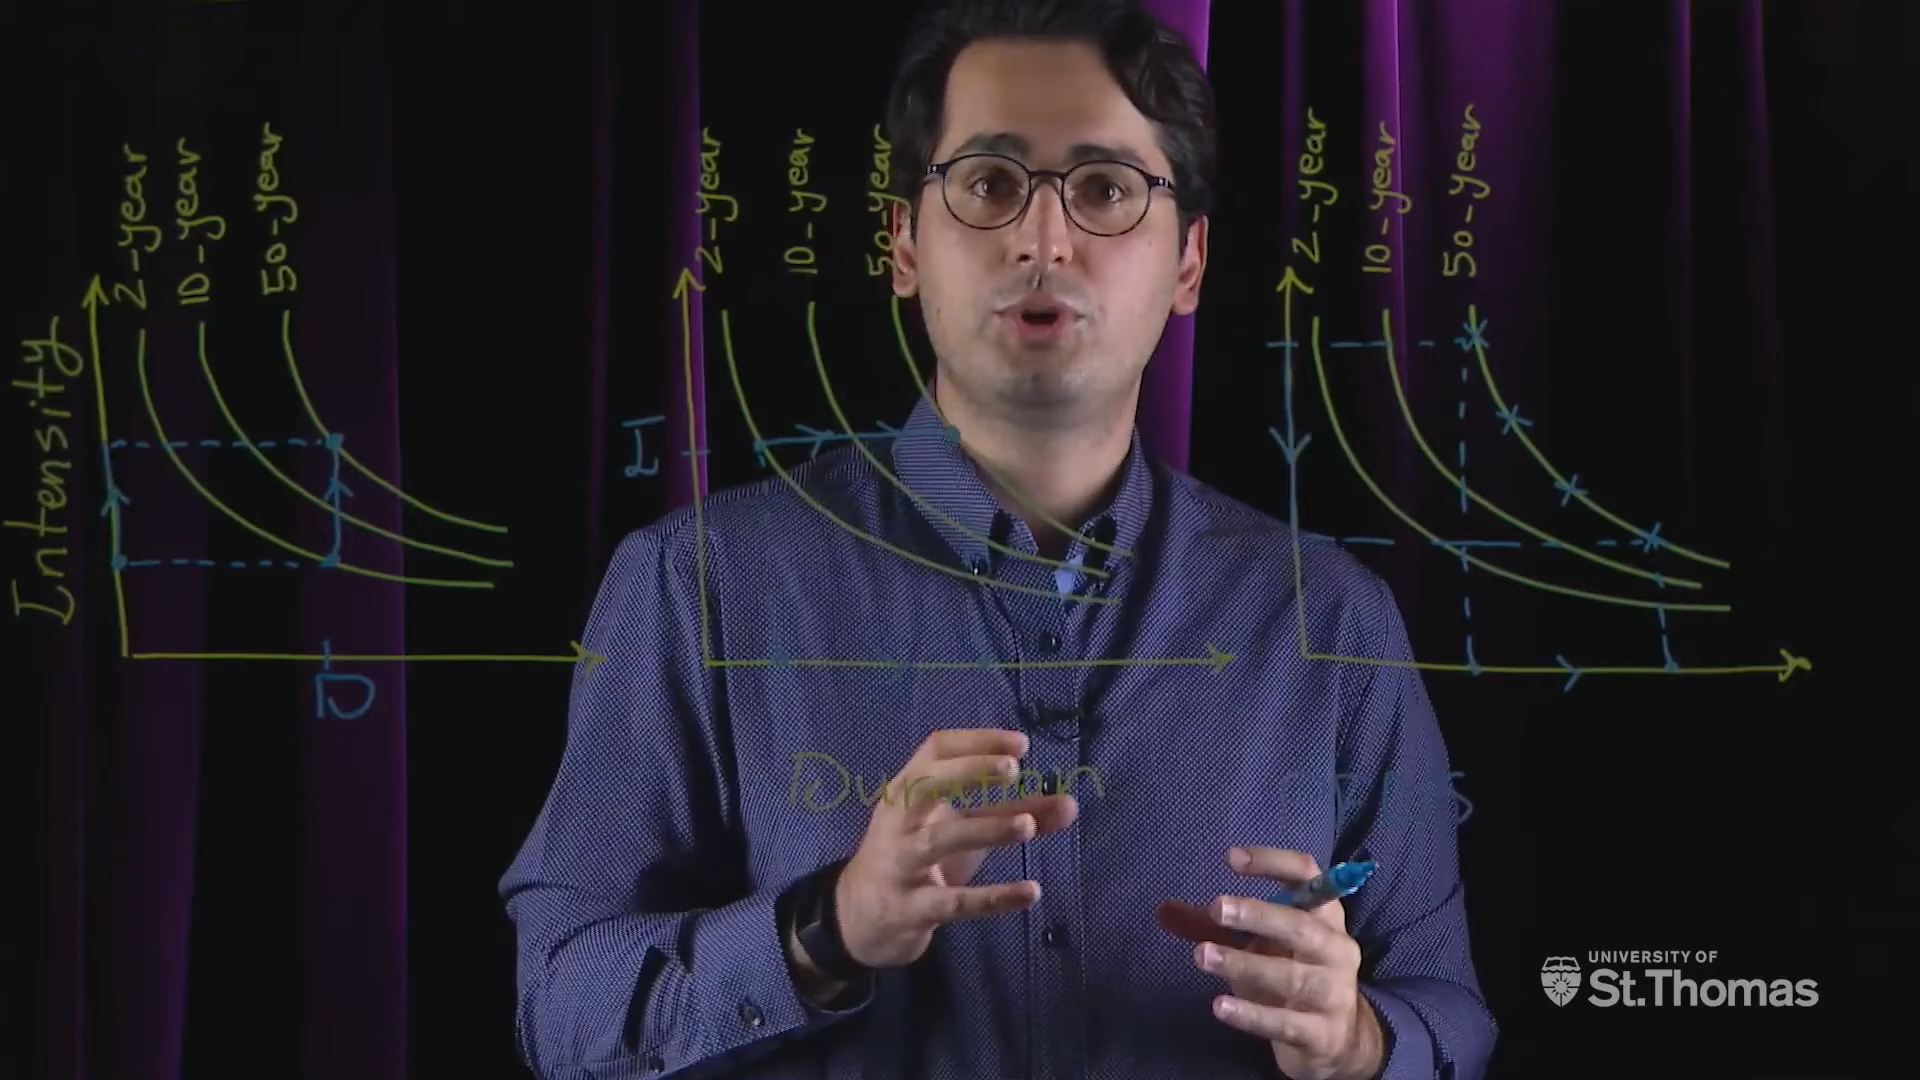 Intensity
2-year
10-year
50-year
D
2-year
10-year
50-year
I
Duration
2-year
10-year
50-year
UNIVERSITY OF
St.Thomas